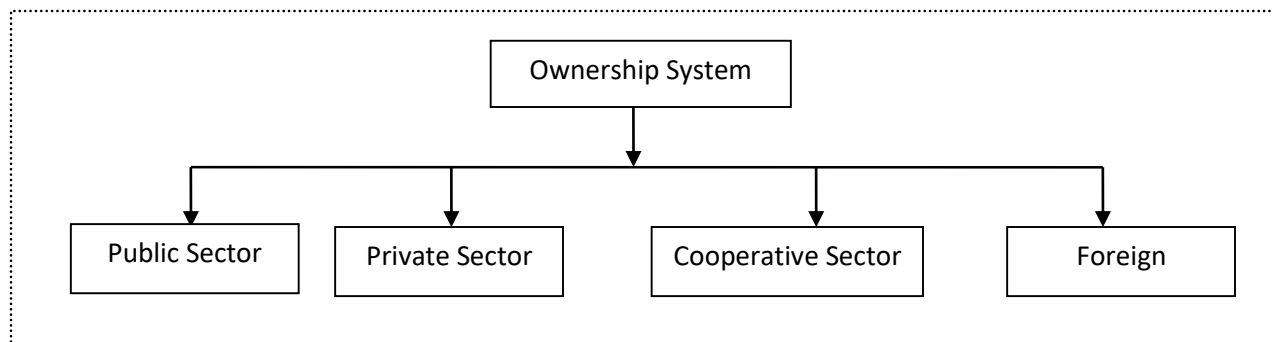 Ownership System
Public Sector
Private Sector
Cooperative Sector
Foreign